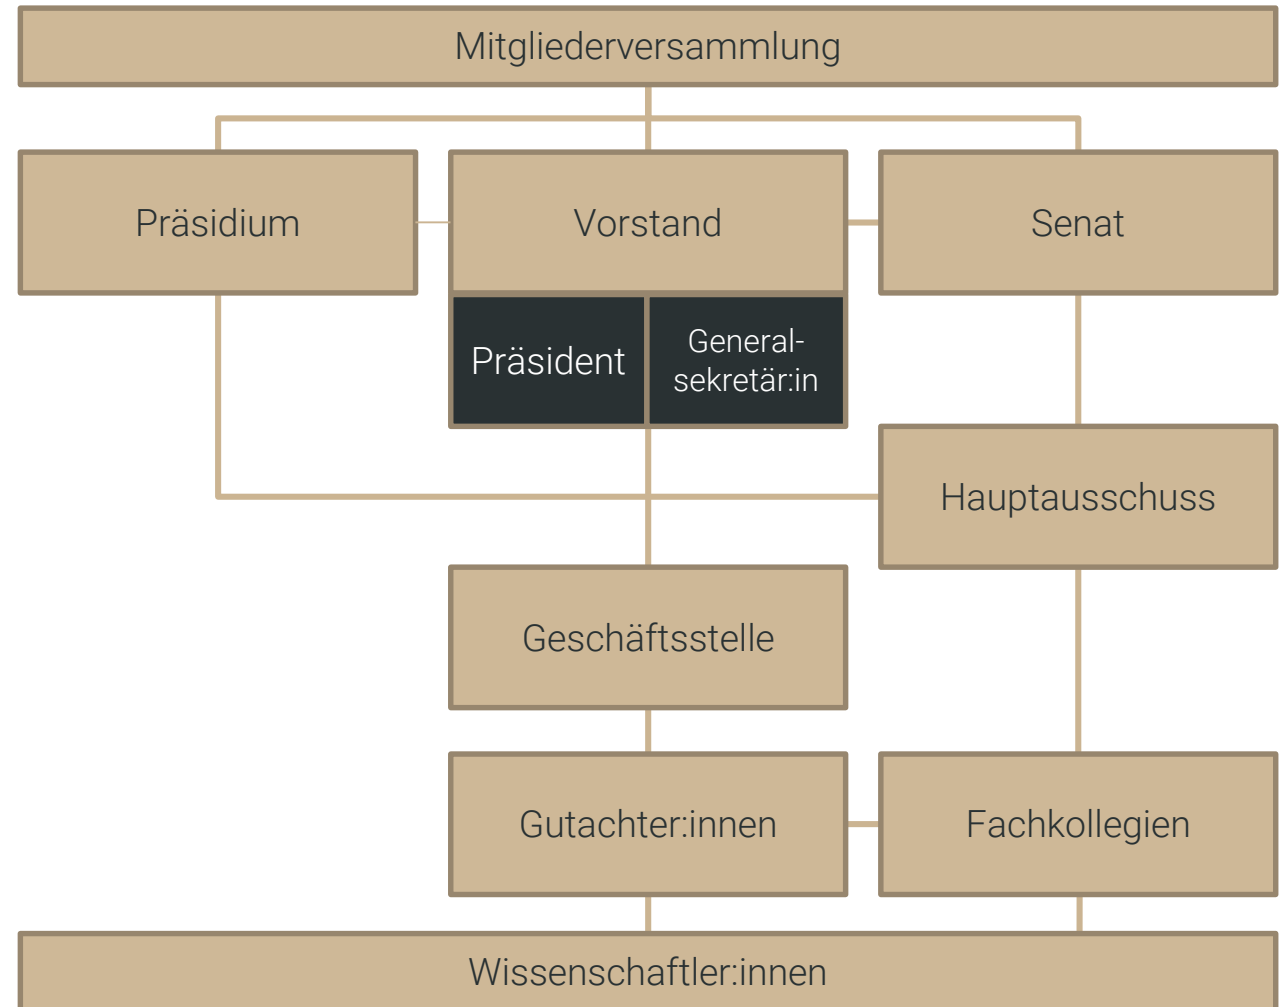 Mitgliederversammlung
Präsidium
Vorstand
Senat
Präsident
General-
sekretär:in
Hauptausschuss
Geschäftsstelle
Gutachter:innen
Fachkollegien
Wissenschaftler:innen